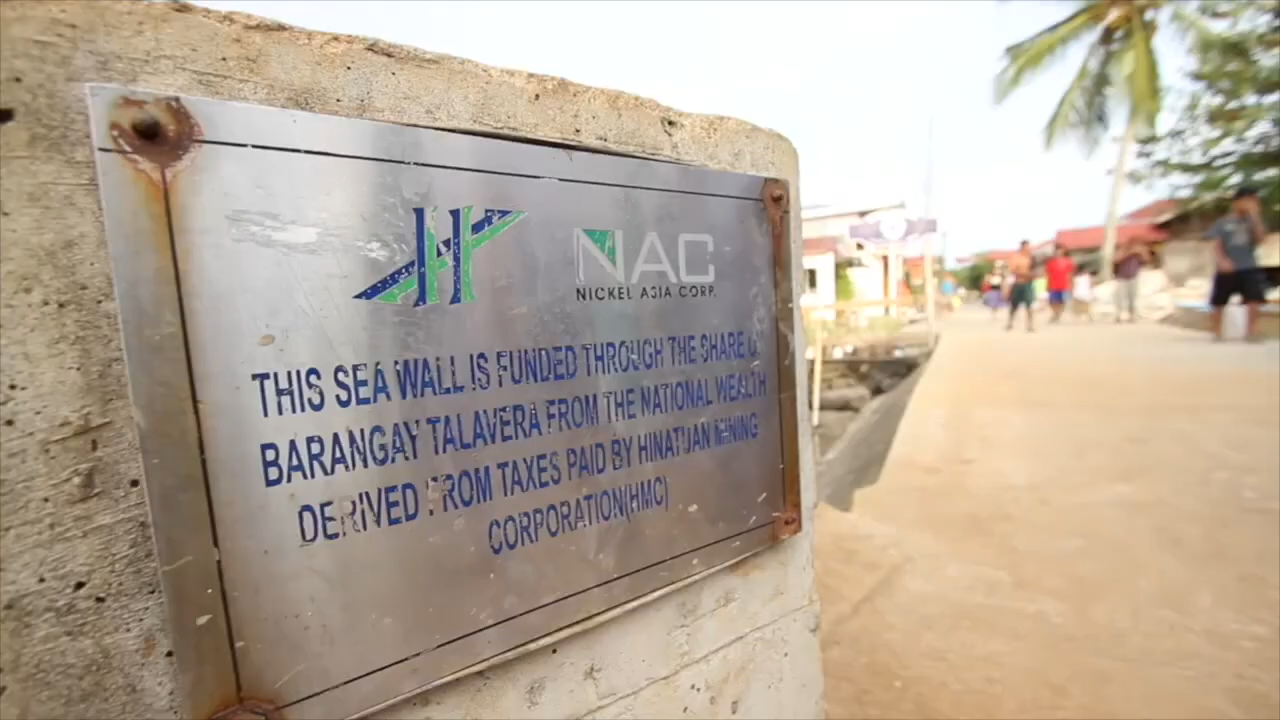 H
NAC
NICKEL ASIA CORP.
THIS SEA WALL IS FUNDED THROUGH THE SHARE
BARANGAY TALAVERA FROM THE NATIONAL WEALTH
DERIVED FROM TAXES PAID BY HINATUAN MINING
CORPORATION(HMC)